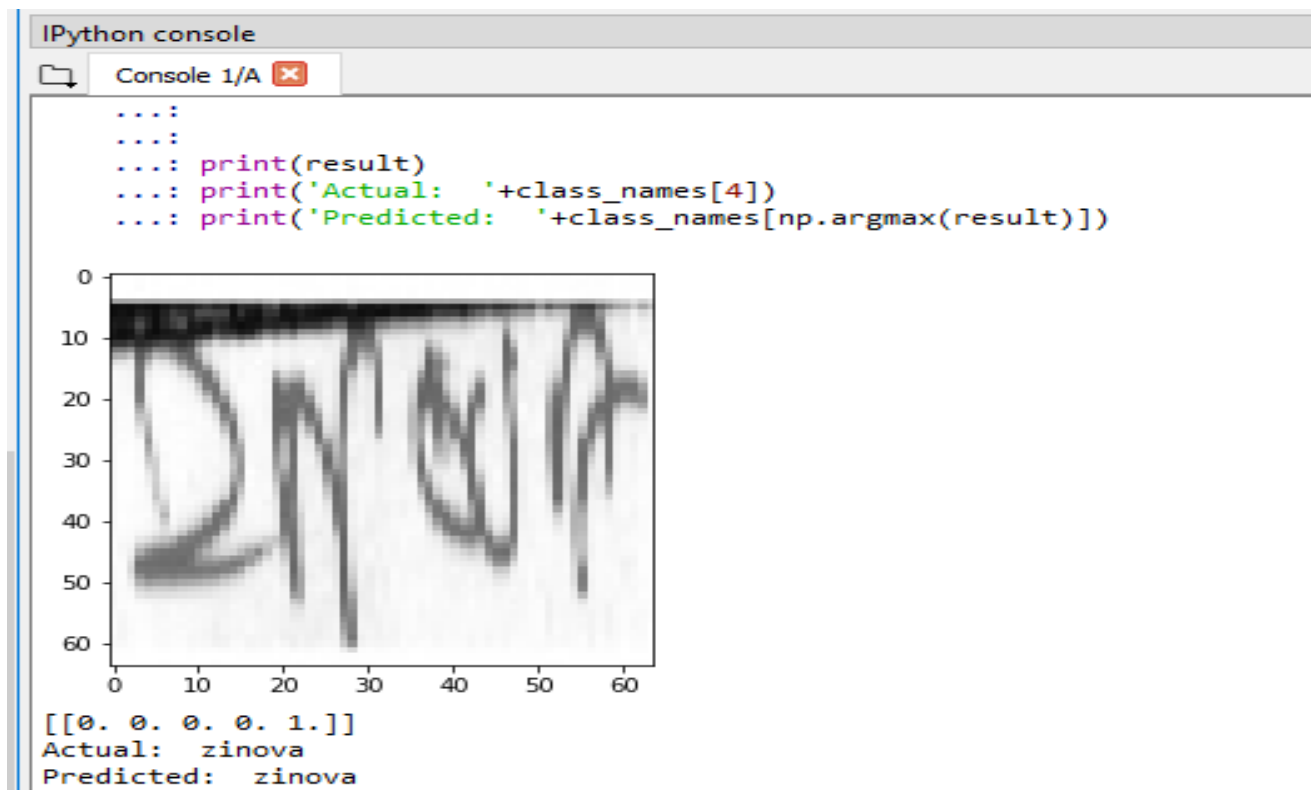 IPython console
Console 1/A
...:
...:
...: print(result)
...: print('Actual:  '+class_names[4])
...: print('Predicted:  '+class_names[np.argmax(result)])
0
10
20
30
40
50
60
0 10 20 30 40 50 60
[[0. 0. 0. 0. 1.]]
Actual:  zinova
Predicted:  zinova